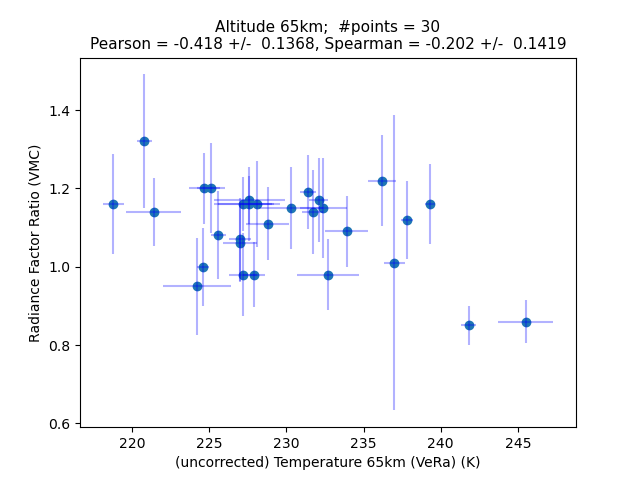 Altitude 65km;  #points = 30
Pearson = -0.418 +/-  0.1368, Spearman = -0.202 +/-  0.1419
1.4
1.2
1.0
0.8
0.6
Radiance Factor Ratio (VMC)
220 225 230 235 240 245
(uncorrected) Temperature 65km (VeRa) (K)